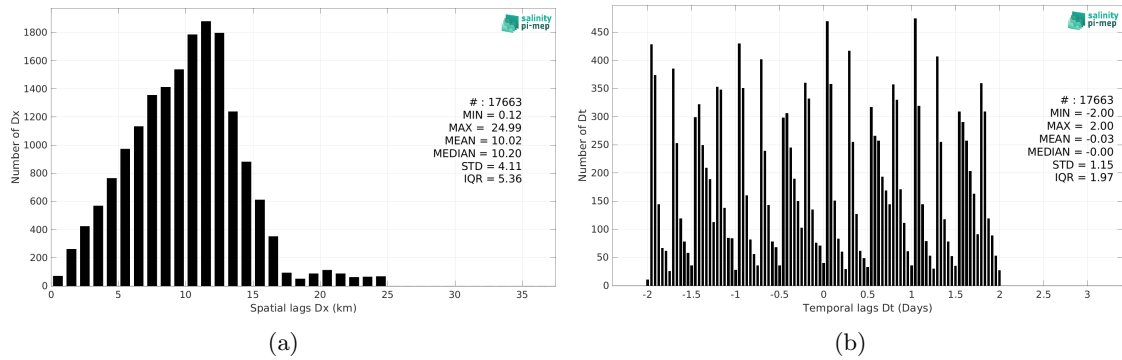 salinity
pi-mep
1800
1600
1400
1200
1000
800
600
400
200
0
Number of Dx
# : 17663
MIN = 0.12
MAX = 24.99
MEAN = 10.02
MEDIAN = 10.20
STD = 4.11
IQR = 5.36
0 5 10 15 20 25 30 35
Spatial lags Dx (km)
(a)
salinity
pi-mep
450
400
350
300
250
200
150
100
50
0
Number of Dt
# : 17663
MIN = -2.00
MAX = 2.00
MEAN = -0.03
MEDIAN = -0.00
STD = 1.15
IQR = 1.97
-2 -1.5 -1 -0.5 0 0.5 1 1.5 2 2.5 3
Temporal lags Dt (Days)
(b)